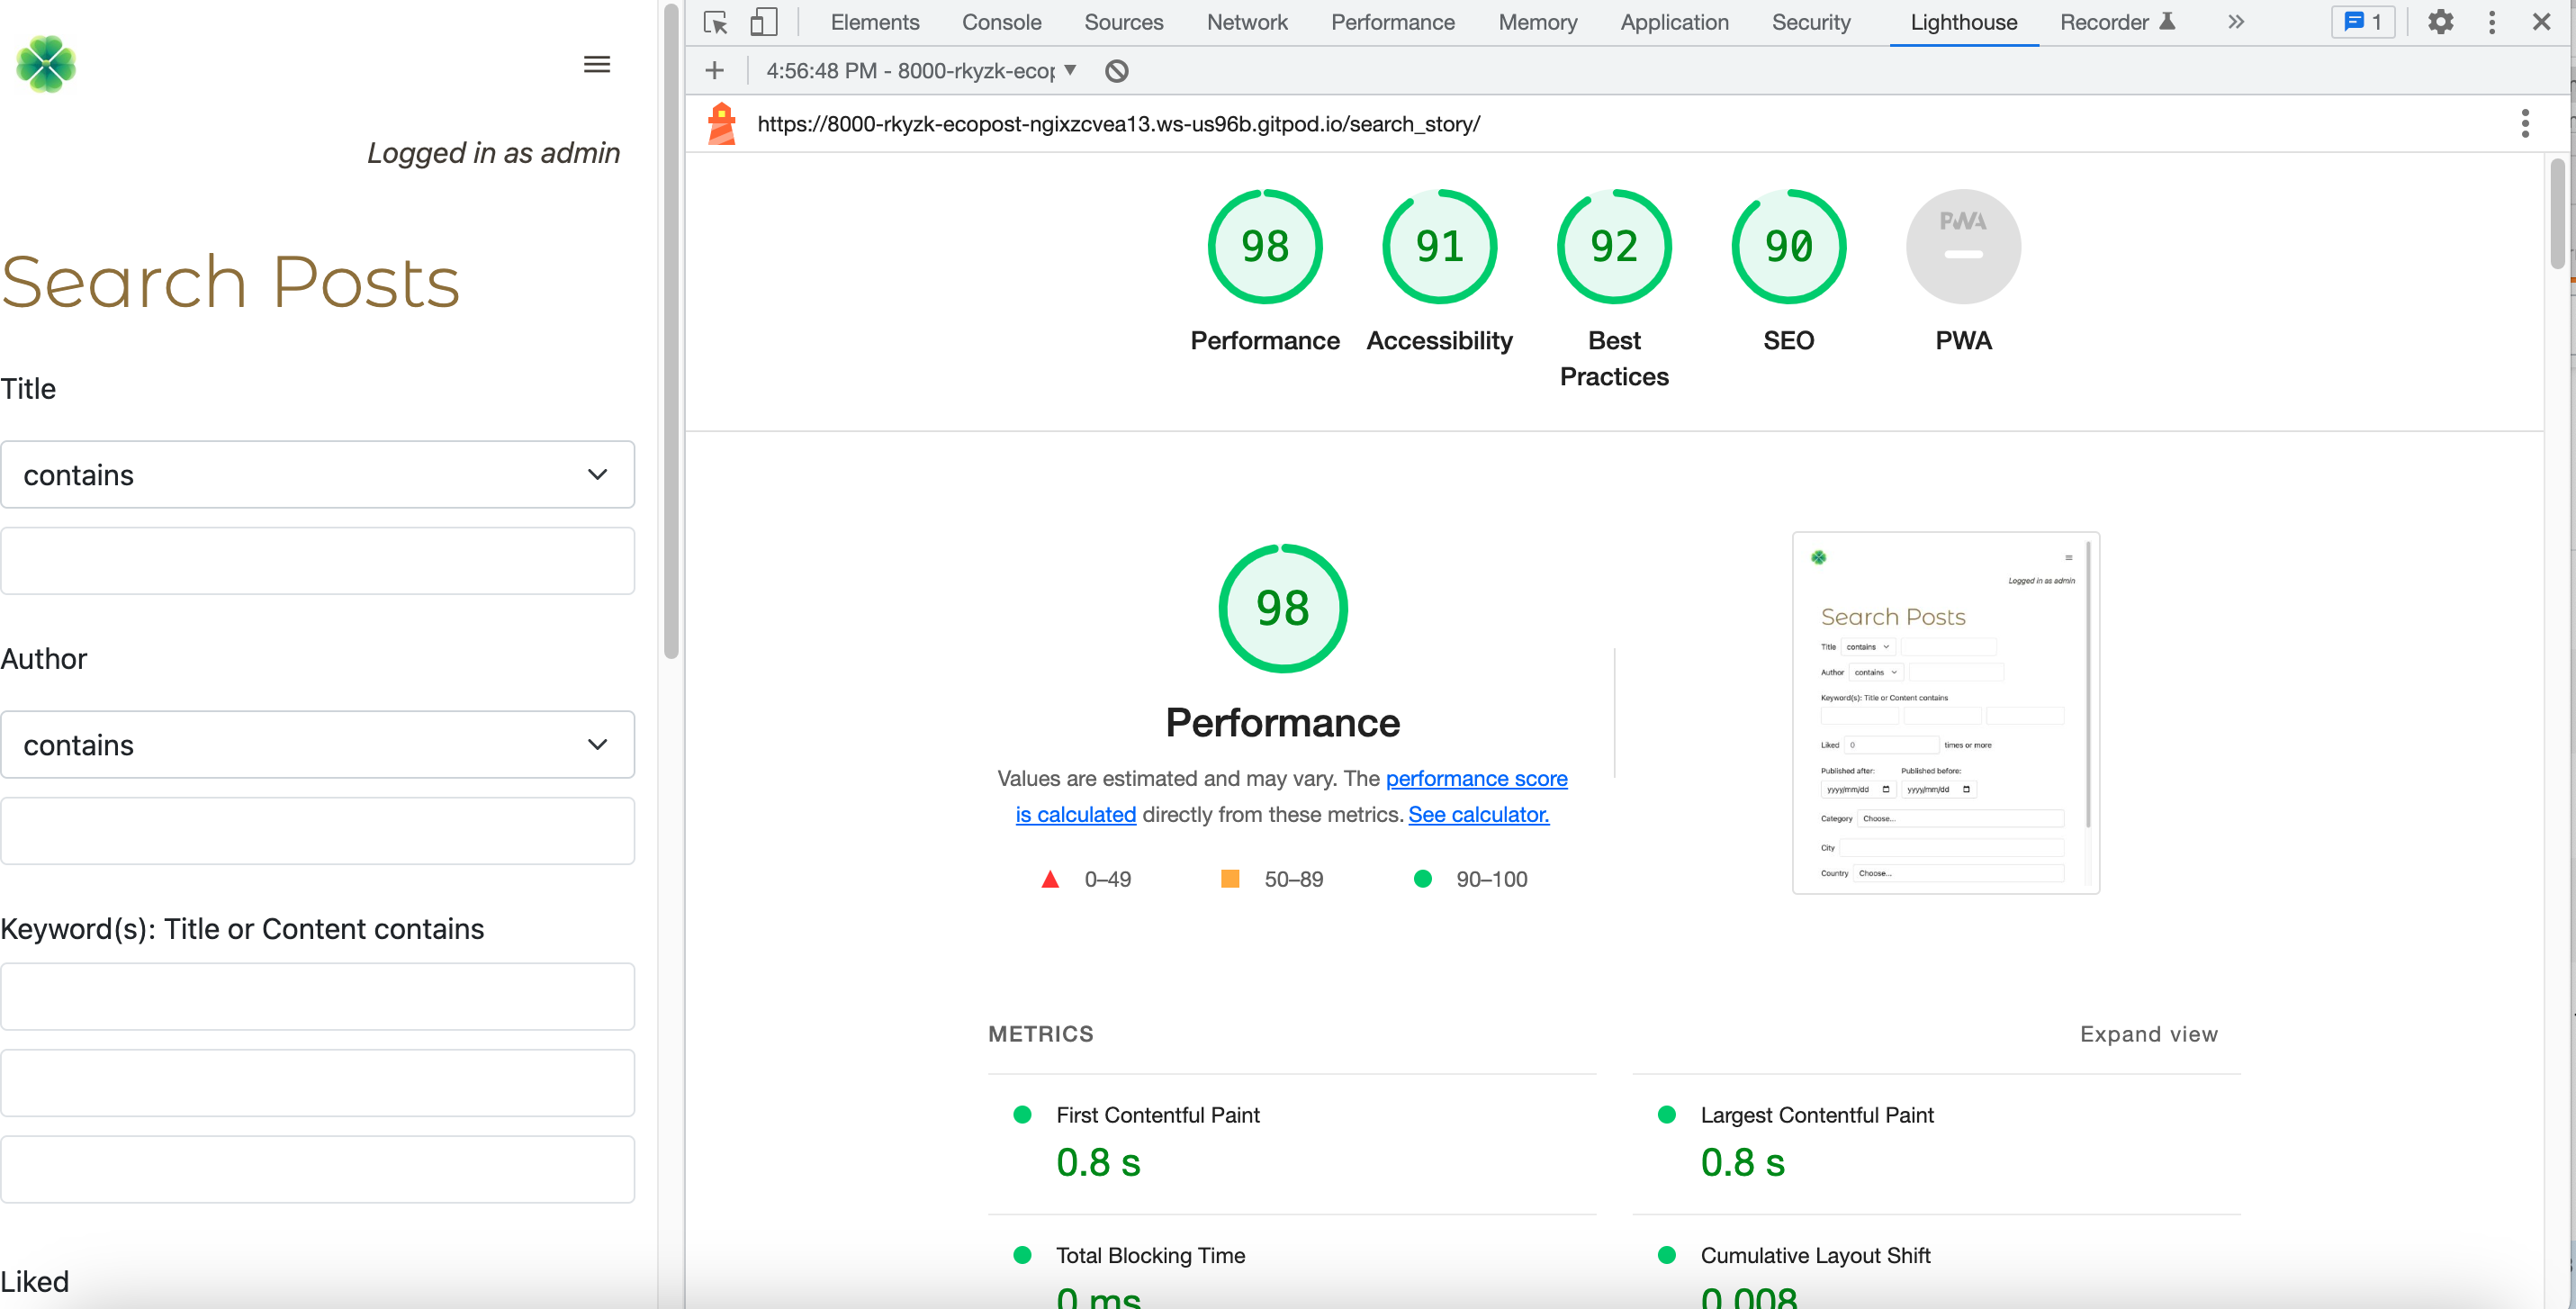 Logged in as admin
Search Posts
Title
contains
Author
contains
Keyword(s): Title or Content contains
Liked
Elements Console Sources Network Performance Memory Application Security Lighthouse Recorder 1
4:56:48 PM - 8000-rkyzk-ecop
https://8000-rkyzk-ecopost-ngixzcvea13.ws-us96b.gitpod.io/search_story/
98 91 92 90 PWA
Performance Accessibility Best Practices SEO PWA
98
Performance
Values are estimated and may vary. The performance score
is calculated directly from these metrics. See calculator.
0–49 50–89 90–100
Logged in as admin
Search Posts
Title contains
Author contains
Keyword(s): Title or Content contains
Liked 0 times or more
Published after: Published before:
yyyy/mm/dd yyyy/mm/dd
Category Choose...
City
Country Choose...
METRICS Expand view
First Contentful Paint
0.8 s
Largest Contentful Paint
0.8 s
Total Blocking Time
0 ms
Cumulative Layout Shift
0.008